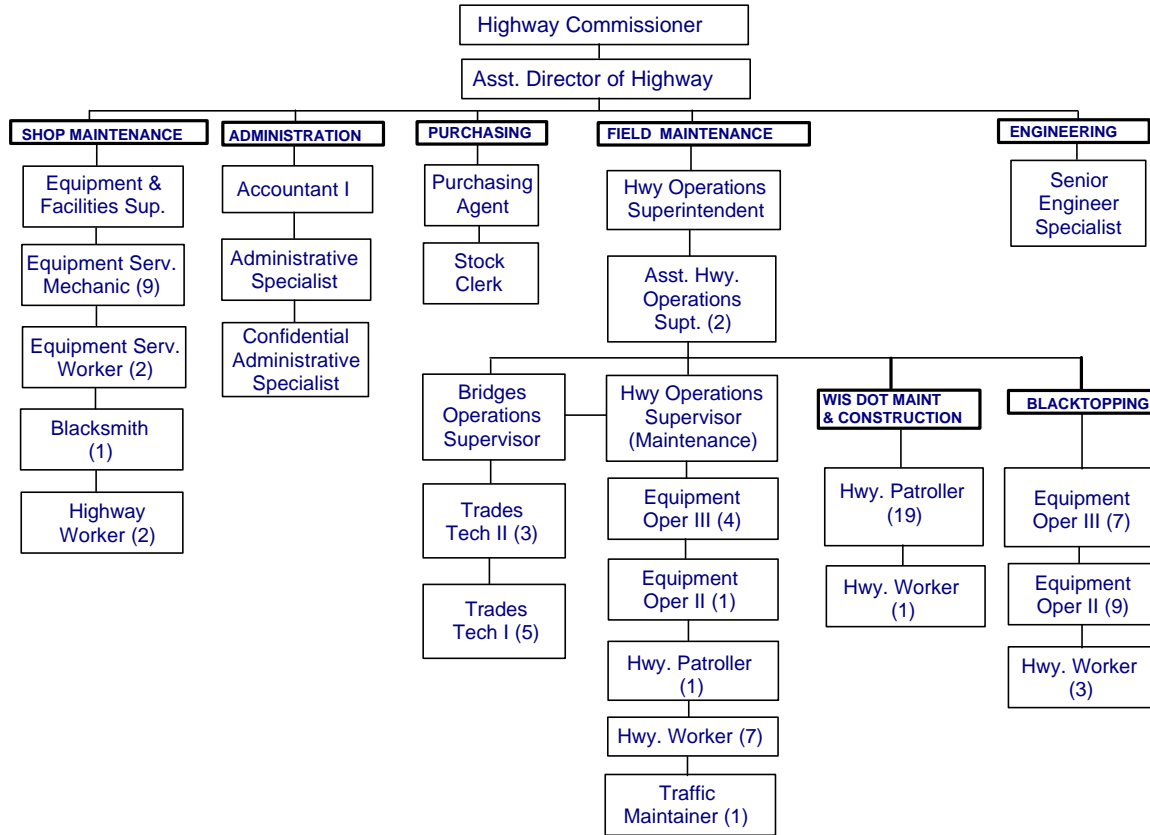 Highway Commissioner
Asst. Director of Highway
SHOP MAINTENANCE
Equipment &
Facilities Sup.
Equipment Serv.
Mechanic (9)
Equipment Serv.
Worker (2)
Blacksmith
(1)
Highway
Worker (2)
ADMINISTRATION
Accountant I
Administrative
Specialist
Confidential
Administrative
Specialist
PURCHASING
Purchasing
Agent
Stock
Clerk
FIELD MAINTENANCE
Hwy Operations
Superintendent
Asst. Hwy.
Operations
Supt. (2)
Bridges
Operations
Supervisor
Trades
Tech II (3)
Trades
Tech I (5)
Hwy Operations
Supervisor
(Maintenance)
Equipment
Oper III (4)
Equipment
Oper II (1)
Hwy. Patroller
(1)
Hwy. Worker (7)
Traffic
Maintainer (1)
WIS DOT MAINT
& CONSTRUCTION
Hwy. Patroller
(19)
Hwy. Worker
(1)
BLACKTOPPING
Equipment
Oper III (7)
Equipment
Oper II (9)
Hwy. Worker
(3)
ENGINEERING
Senior
Engineer
Specialist